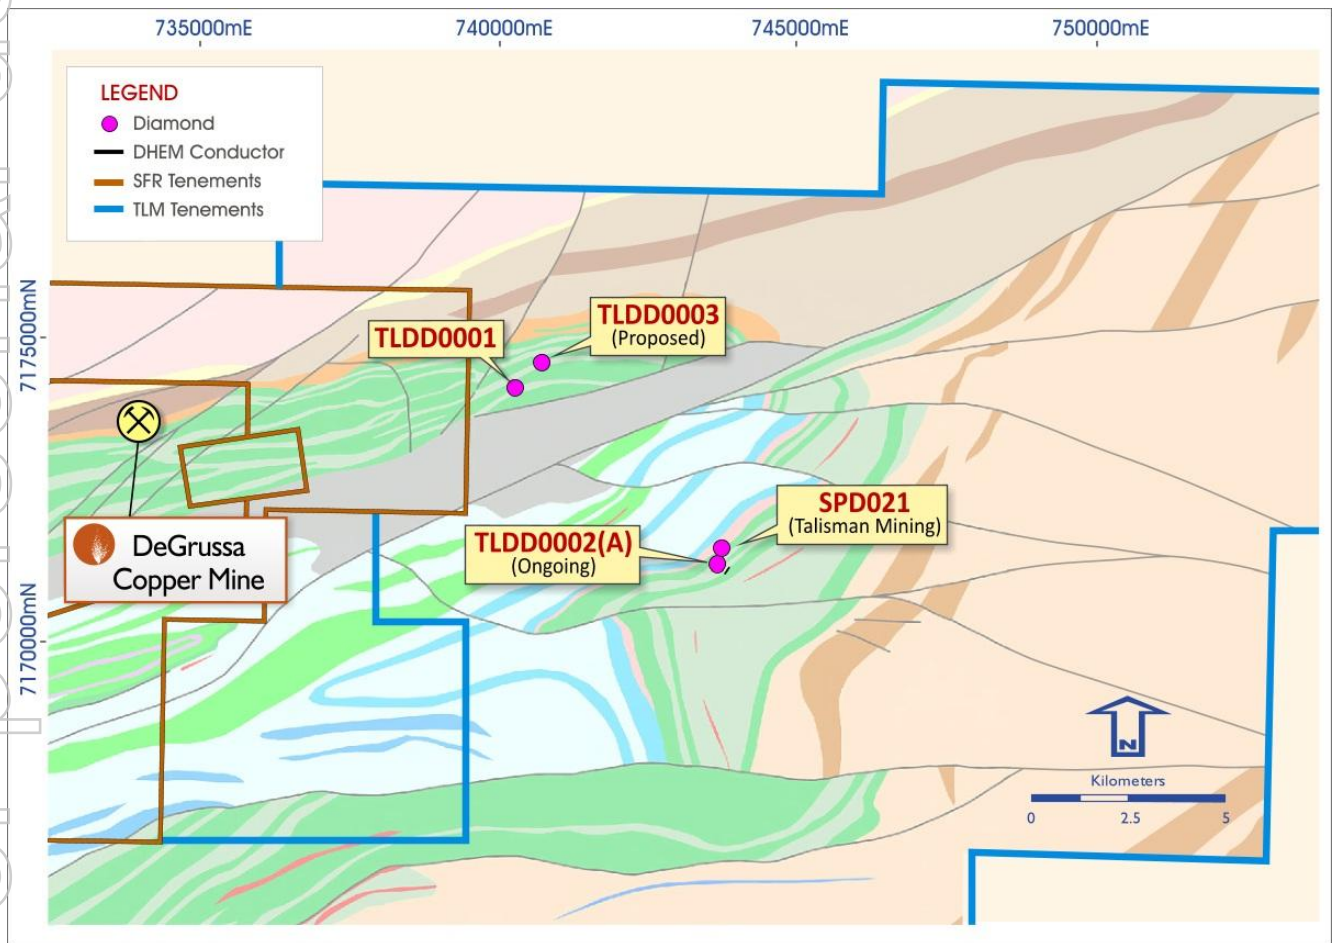 735000mE 740000mE 745000mE 750000mE
LEGEND
Diamond
DHEM Conductor
SFR Tenements
TLM Tenements
7175000mN
7170000mN
TLDD0001
TLDD0003
(Proposed)
SPD021
(Talisman Mining)
TLDD0002(A)
(Ongoing)
DeGrussa
Copper Mine
N
Kilometers
0 2.5 5